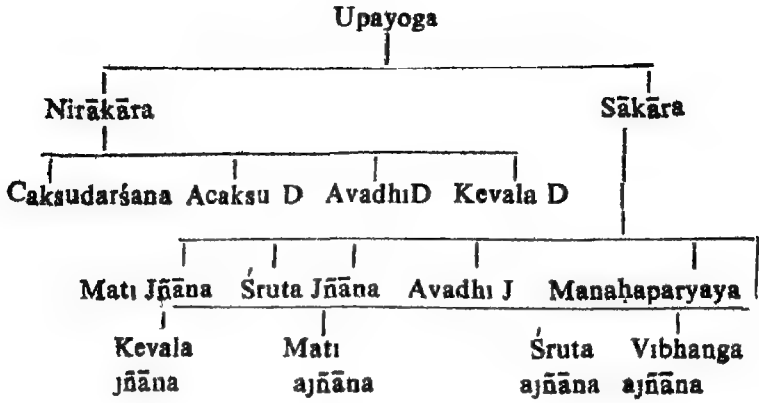 Upayoga
Nirākāra Sākāra
Caksudarśana Acaksu D AvadhıD Kevala D
Matı Jñāna Śruta Jñāna Avadhı J Manaḥaparyaya
Kevala Matı Śruta Vıbhanga
jñāna ajñāna ajñāna ajñāna